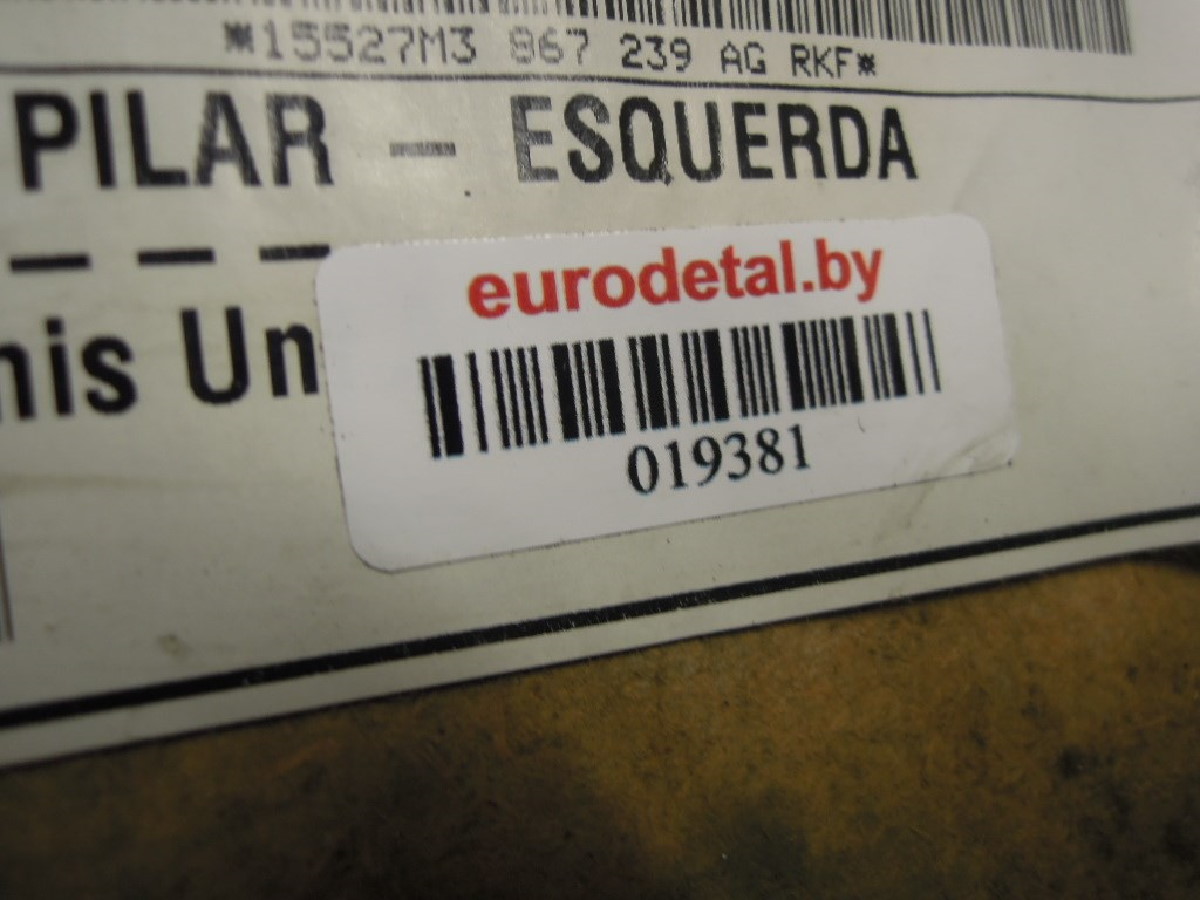 *15527M3 867 239 AG RKF*
PILAR - ESQUERDA
- - -
nis Un
eurodetal.by
019381